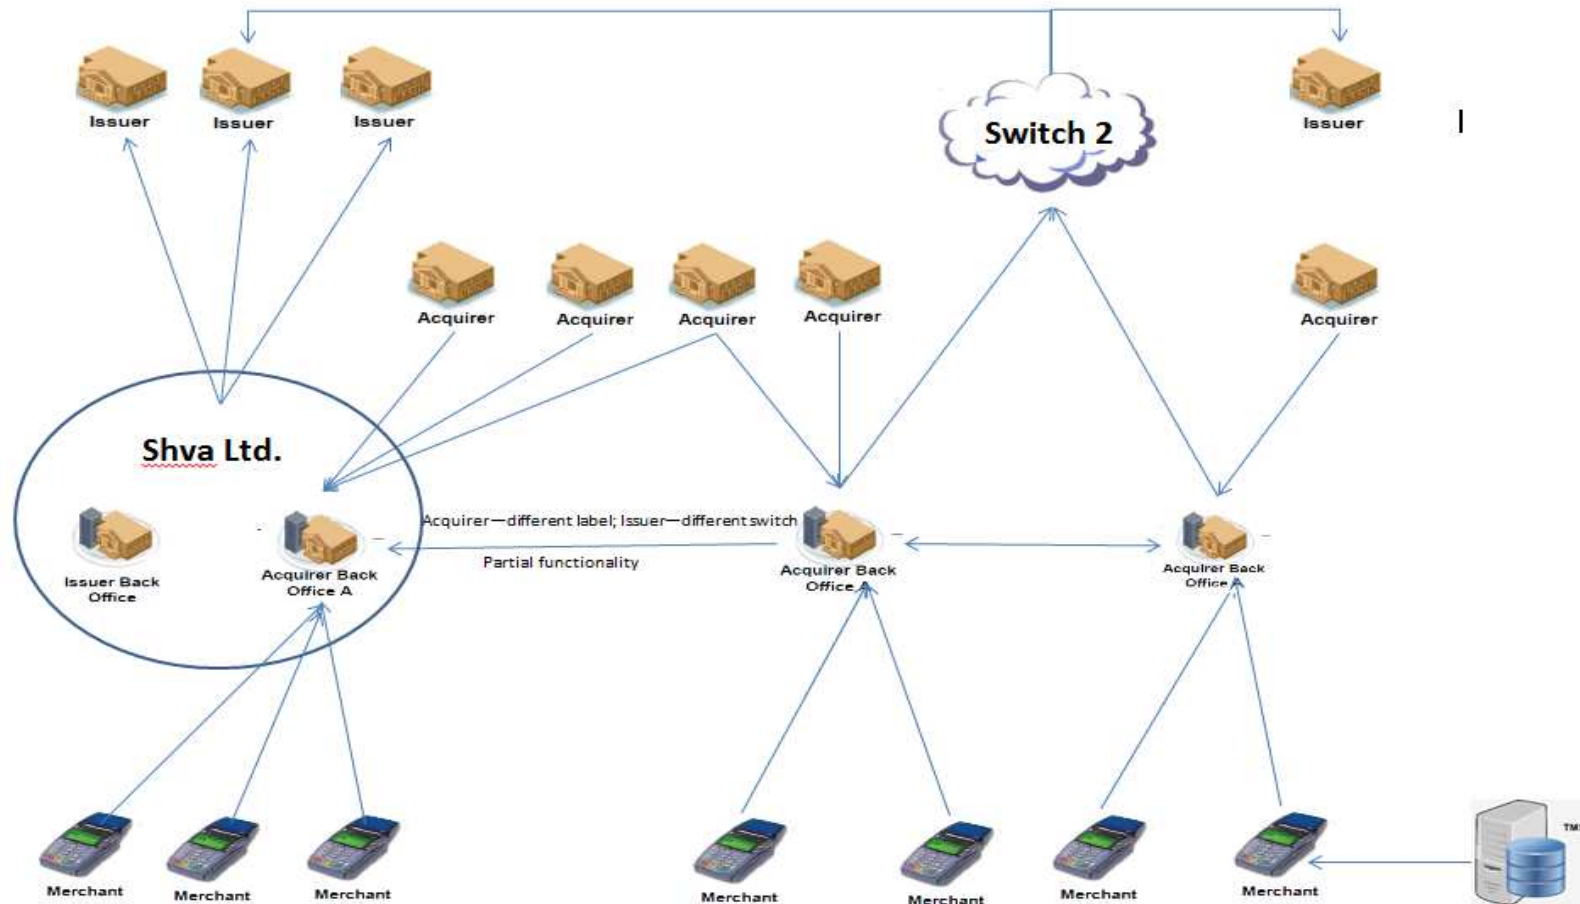 Issuer
Issuer
Issuer
Switch 2
Issuer
Acquirer
Acquirer
Acquirer
Acquirer
Acquirer
Shva Ltd.
Acquirer—different label; Issuer—different switch
Partial functionality
Issuer Back
Office
Acquirer Back
Office A
Acquirer Back
Office
Acquirer Back
Office
Merchant
Merchant
Merchant
Merchant
Merchant
Merchant
Merchant